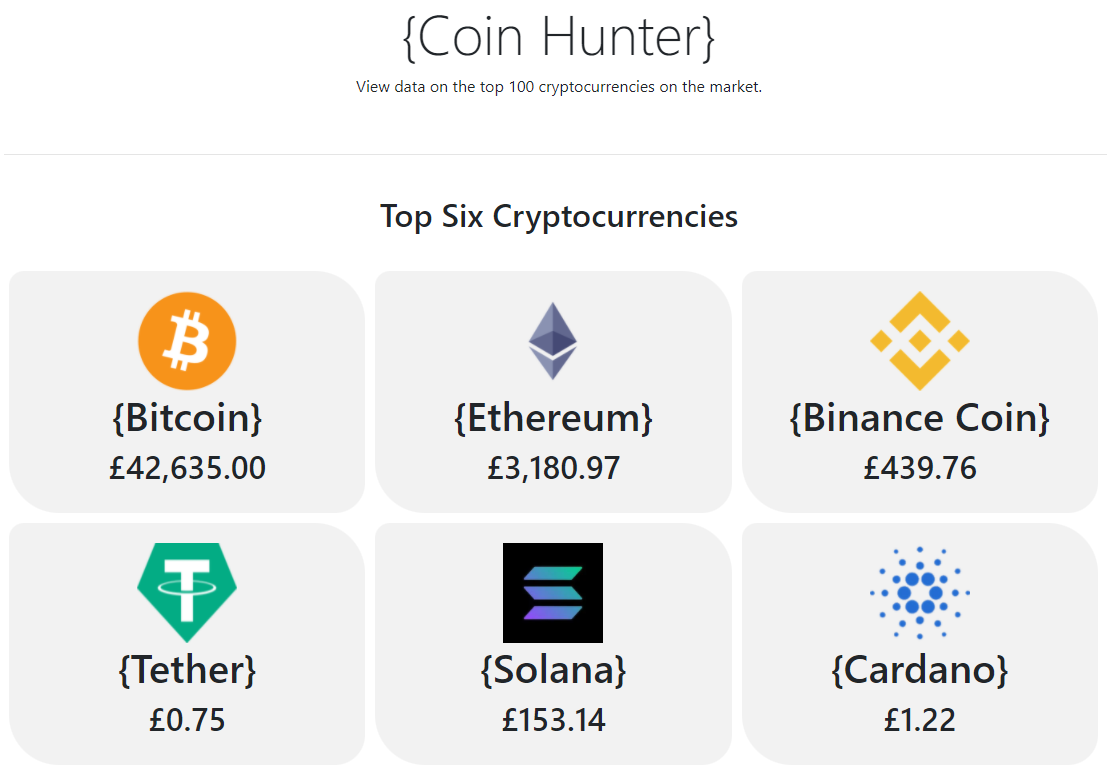 {Coin Hunter}
View data on the top 100 cryptocurrencies on the market.
Top Six Cryptocurrencies
{Bitcoin}
£42,635.00
{Ethereum}
£3,180.97
{Binance Coin}
£439.76
{Tether}
£0.75
{Solana}
£153.14
{Cardano}
£1.22